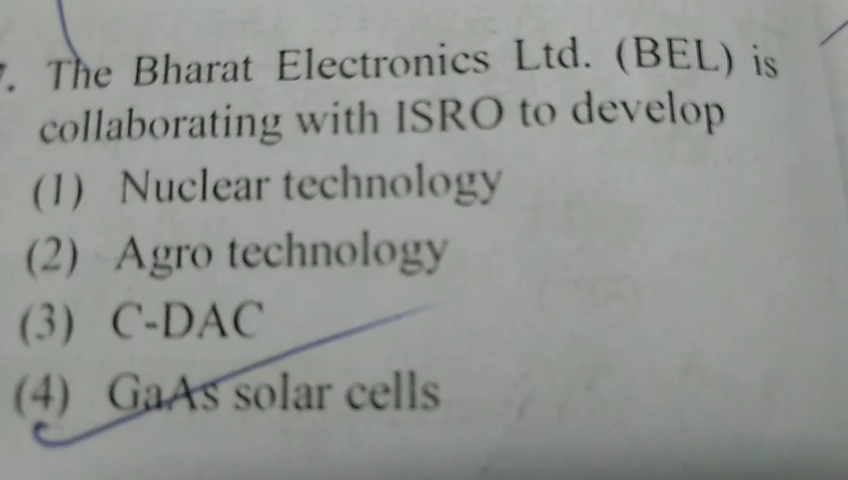 7. The Bharat Electronics Ltd. (BEL) is
collaborating with ISRO to develop
(1) Nuclear technology
(2) Agro technology
(3) C-DAC
(4) GaAs solar cells